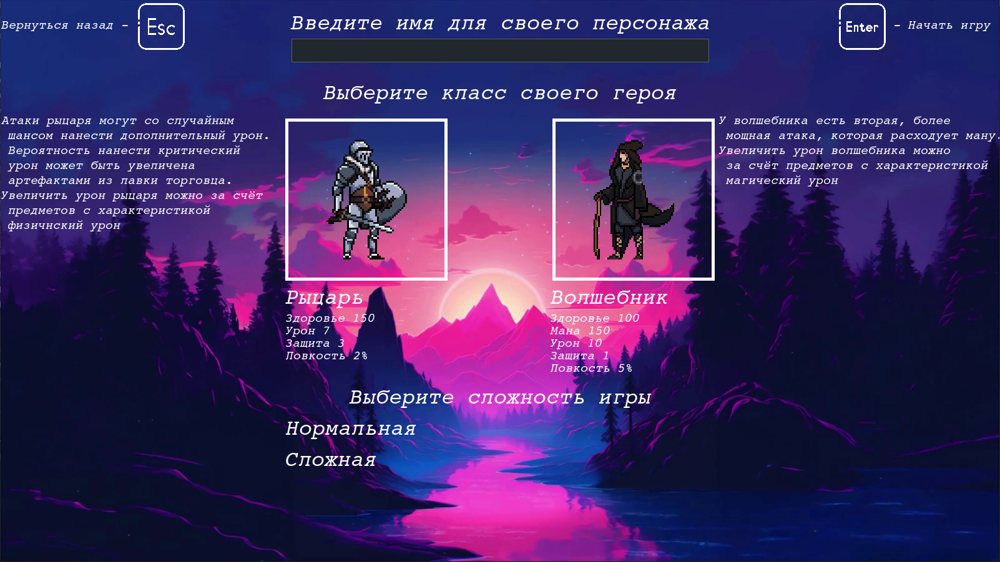 Вернуться назад -
Esc
Введите имя для своего персонажа
Enter
- Начать игру
Выберите класс своего героя
Атаки рыцаря могут со случайным
шансом нанести дополнительный урон.
Вероятность нанести критический
урон может быть увеличена
артефактами из лавки торговца.
Увеличить урон рыцаря можно за счёт
предметов с характеристикой
физичнский урон
У волшебника есть вторая, более
мощная атака, которая расходует ману.
Увеличить урон волшебника можно
за счёт предметов с характеристикой
магический урон
Рыцарь
Здоровье 150
Урон 7
Защита 3
Ловкость 2%
Волшебник
Здоровье 100
Мана 150
Урон 10
Защита 1
Ловкость 5%
Выберите сложность игры
Нормальная
Сложная